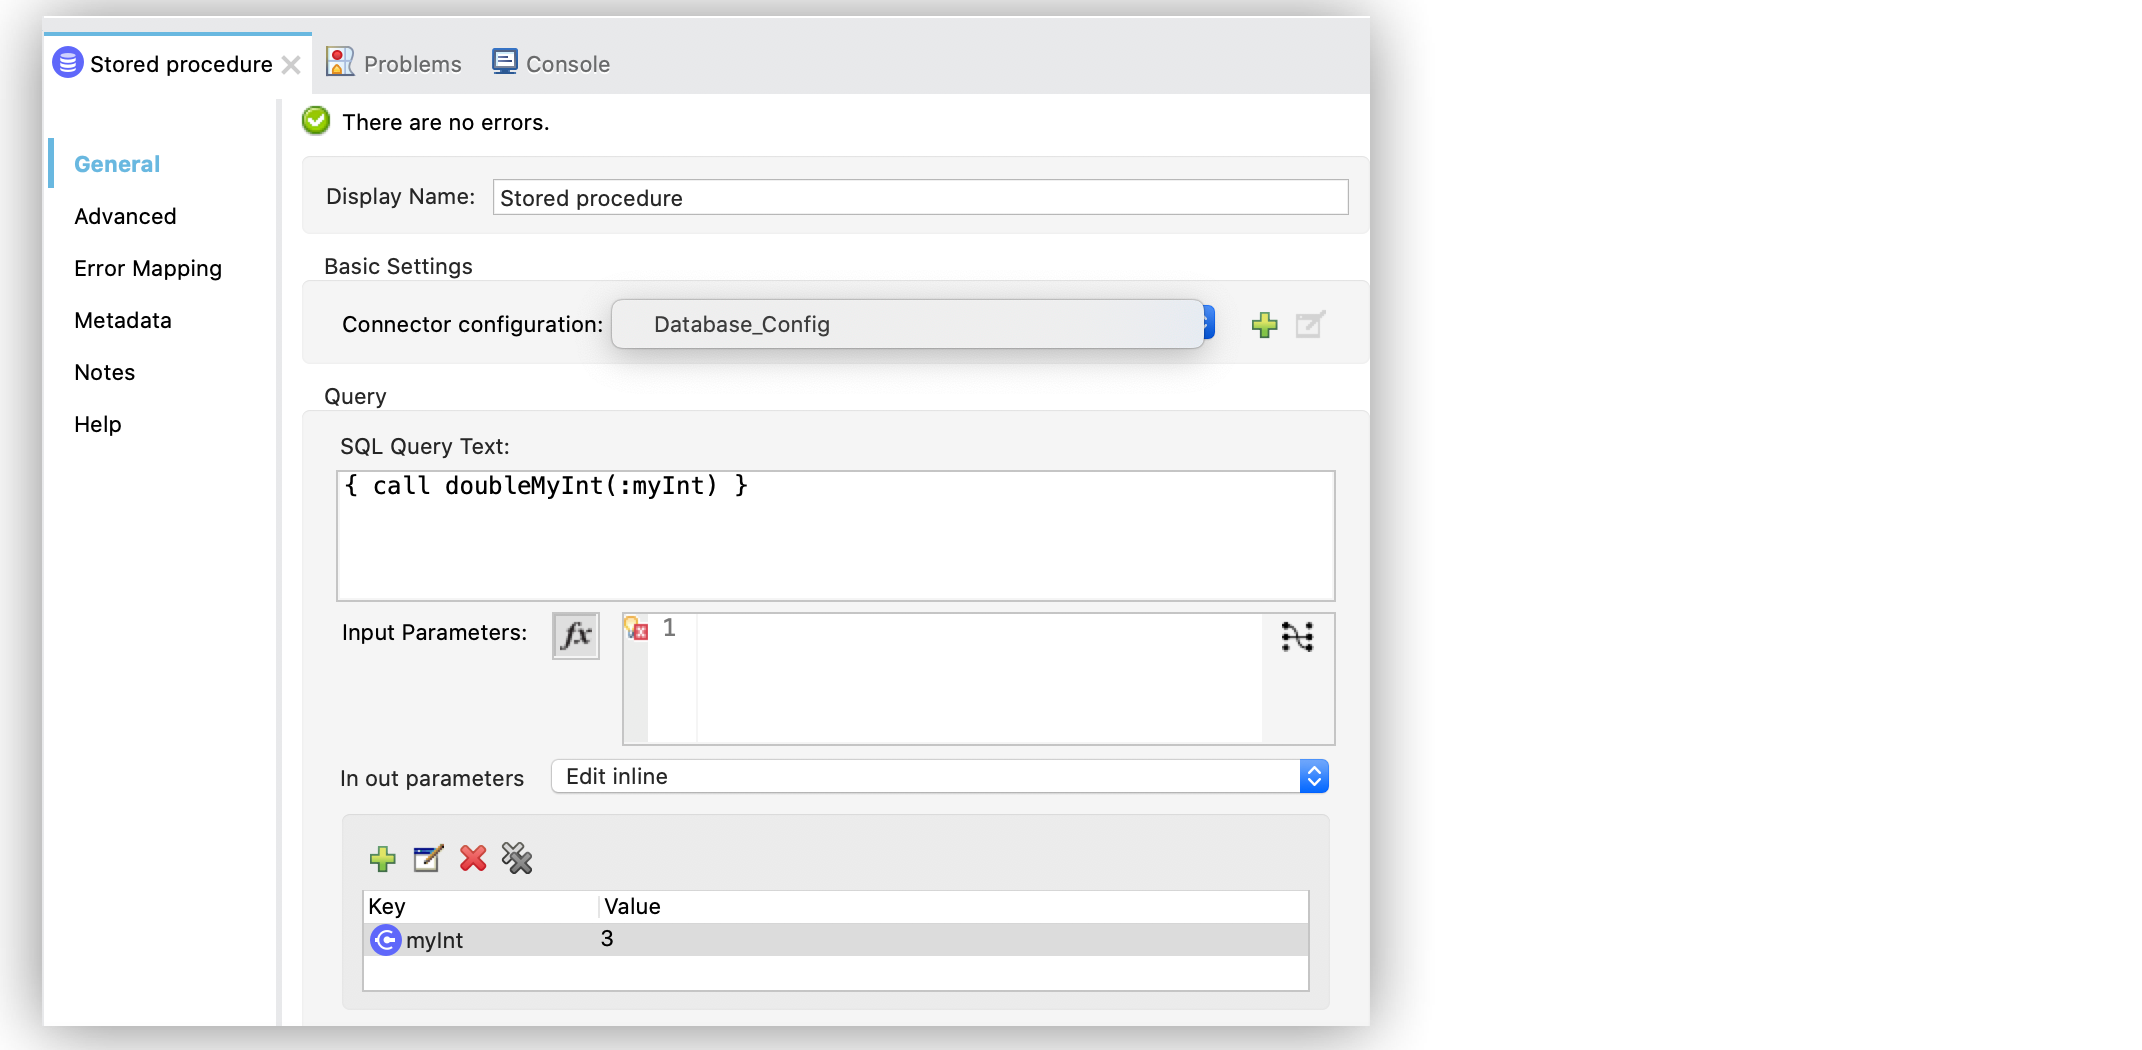 Stored procedure
Problems
Console
There are no errors.
General
Advanced
Error Mapping
Metadata
Notes
Help
Display Name: Stored procedure
Basic Settings
Connector configuration: Database_Config
Query
SQL Query Text:
{ call doubleMyInt(:myInt) }
Input Parameters: fx 1
In out parameters Edit inline
Key Value
myInt 3